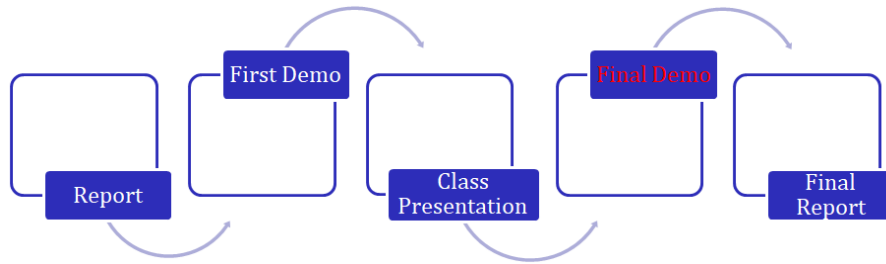 Report
First Demo
Class
Presentation
Final Demo
Final
Report